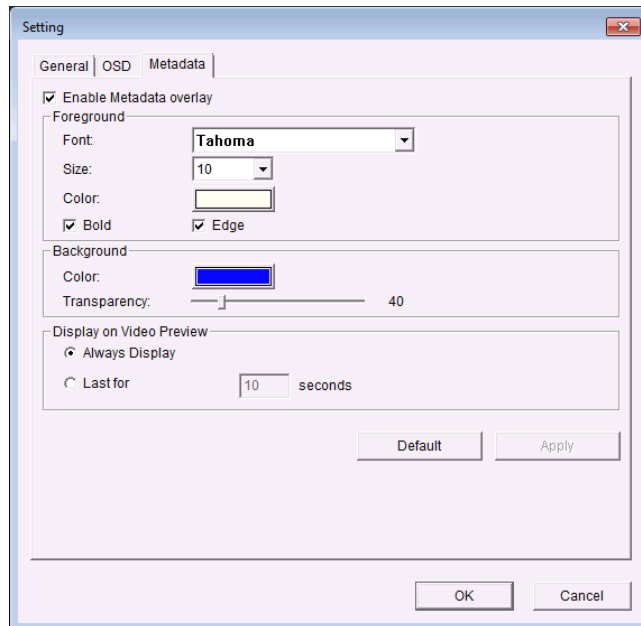 Setting
General OSD Metadata
Enable Metadata overlay
Foreground
Font: Tahoma
Size: 10
Color:
Bold Edge
Background
Color:
Transparency: 40
Display on Video Preview
Always Display
Last for 10 seconds
Default Apply
OK Cancel